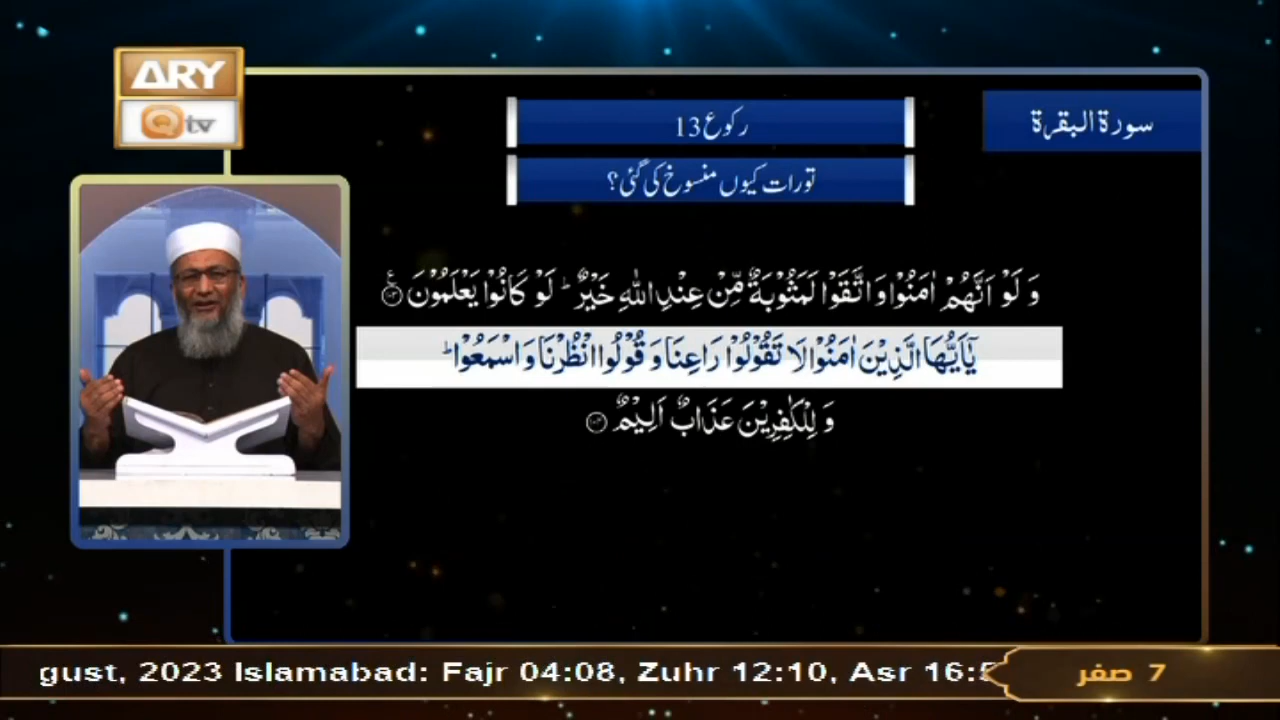 ARY
Qtv
سورۃ البقرۃ
رکوع 13
تورات کیوں منسوخ کی گئی؟
وَ لَوْ اَنَّهُمْ اٰمَنُوْا وَ اتَّقَوْا لَمَثُوْبَةٌ مِّنْ عِنْدِ اللّٰهِ خَیْرٌ ؕ لَوْ كَانُوْا یَعْلَمُوْنَ
یٰۤاَیُّهَا الَّذِیْنَ اٰمَنُوْا لَا تَقُوْلُوْا رَاعِنَا وَ قُوْلُوا انْظُرْنَا وَ اسْمَعُوْا ؕ
وَ لِلْكٰفِرِیْنَ عَذَابٌ اَلِیْمٌ
gust, 2023 Islamabad: Fajr 04:08, Zuhr 12:10, Asr 16:5
7 صفر